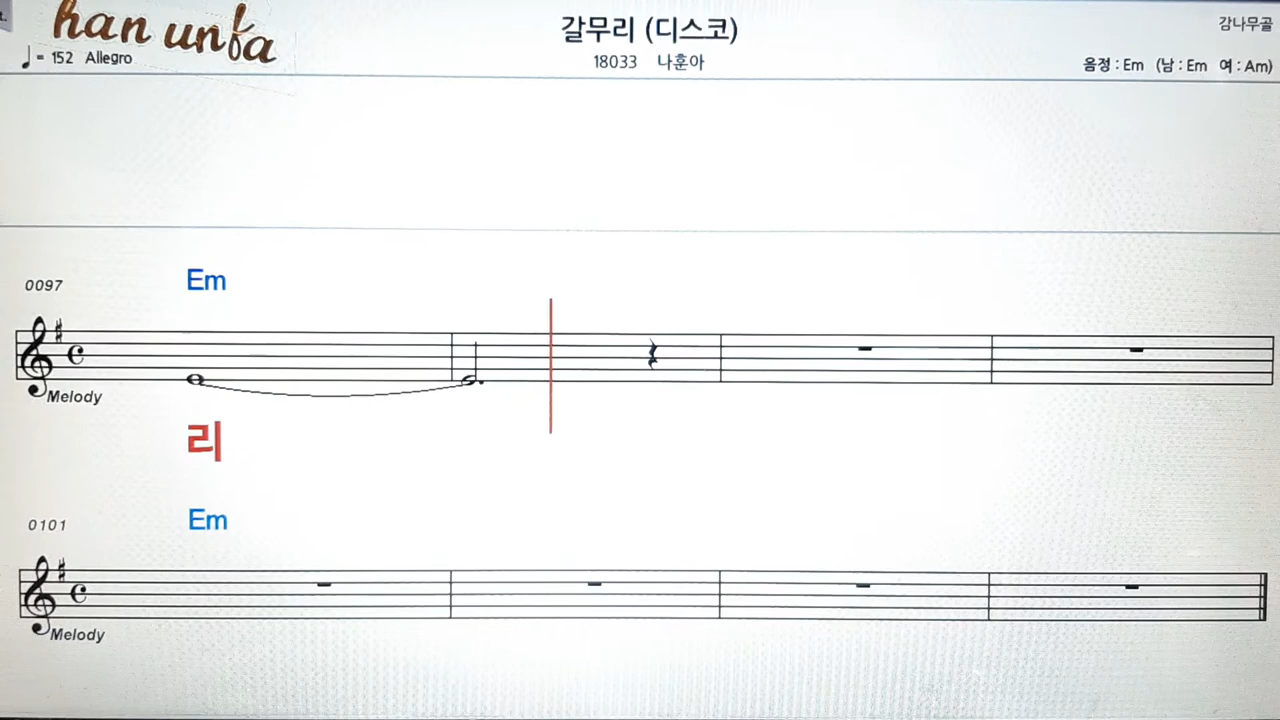 han unfa
갈무리 (디스코)
감나무골
♩= 152 Allegro
18033 나훈아
음정 : Em (남 : Em 여 : Am)
0097
Em
Melody
리
0101
Em
Melody